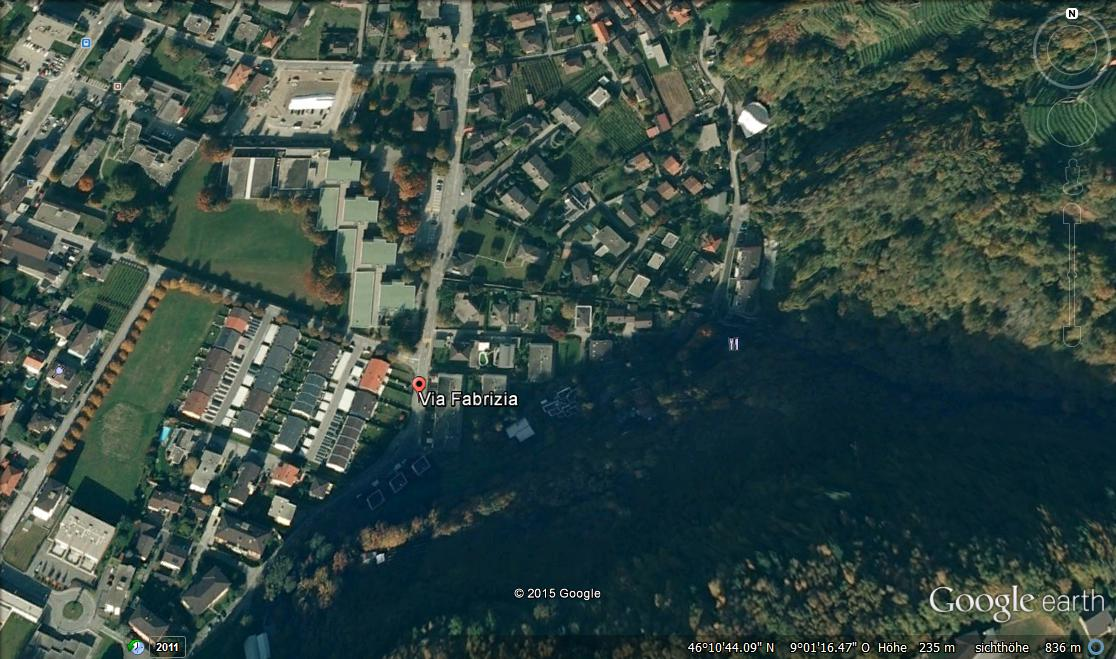 N
Via Fabrizia
© 2015 Google
Google earth
2011
46°10'44.09" N 9°01'16.47" O Höhe 235 m sichthöhe 836 m